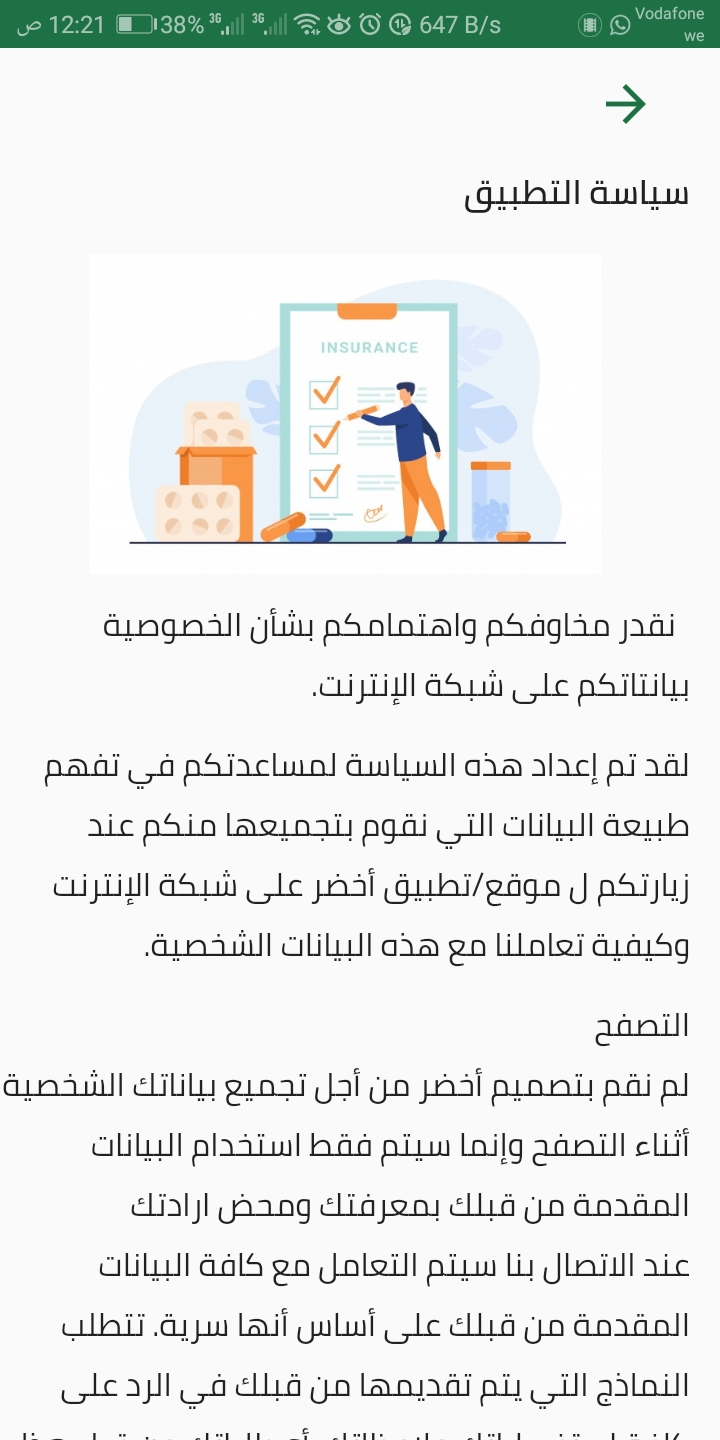 12:21 ص
38%
3G
3G
647 B/s
Vodafone
we
سياسة التطبيق
INSURANCE
نقدر مخاوفكم واهتمامكم بشأن الخصوصية
بيانتاتكم على شبكة الإنترنت.
لقد تم إعداد هذه السياسة لمساعدتكم في تفهم
طبيعة البيانات التي نقوم بتجميعها منكم عند
زيارتكم ل موقع/تطبيق أخضر على شبكة الإنترنت
وكيفية تعاملنا مع هذه البيانات الشخصية.
التصفح
لم نقم بتصميم أخضر من أجل تجميع بياناتك الشخصية
أثناء التصفح وإنما سيتم فقط استخدام البيانات
المقدمة من قبلك بمعرفتك ومحض ارادتك
عند الاتصال بنا سيتم التعامل مع كافة البيانات
المقدمة من قبلك على أساس أنها سرية. تتطلب
النماذج التي يتم تقديمها من قبلك في الرد على